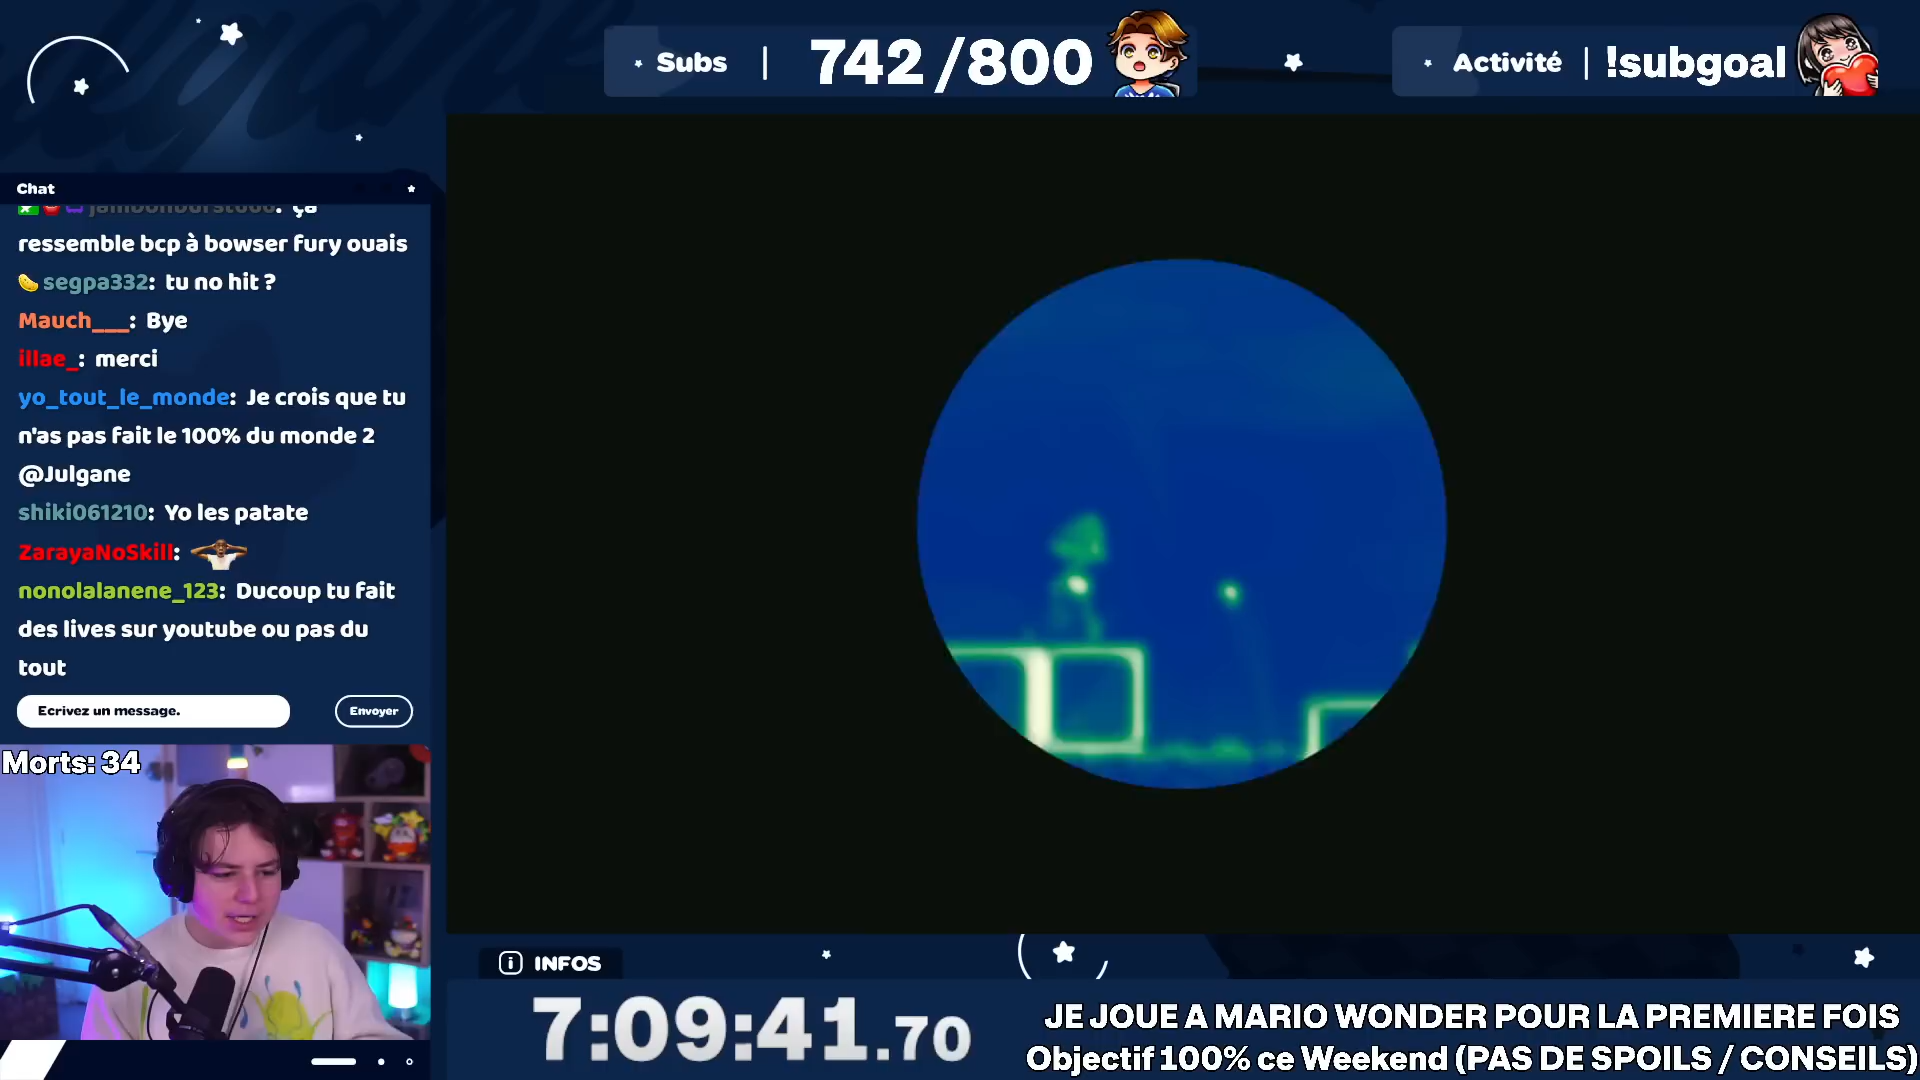 Subs | 742/800
Activité | !subgoal
Chat
jambonburst666: ça
ressemble bcp à bowser fury ouais
segpa332: tu no hit ?
Mauch___: Bye
illae_: merci
yo_tout_le_monde: Je crois que tu
n'as pas fait le 100% du monde 2
@Julgane
shiki061210: Yo les patate
ZarayaNoSkill:
nonolalanene_123: Ducoup tu fait
des lives sur youtube ou pas du
tout
Ecrivez un message.
Envoyer
Morts: 34
INFOS
7:09:41.70
JE JOUE A MARIO WONDER POUR LA PREMIERE FOIS
Objectif 100% ce Weekend (PAS DE SPOILS / CONSEILS)